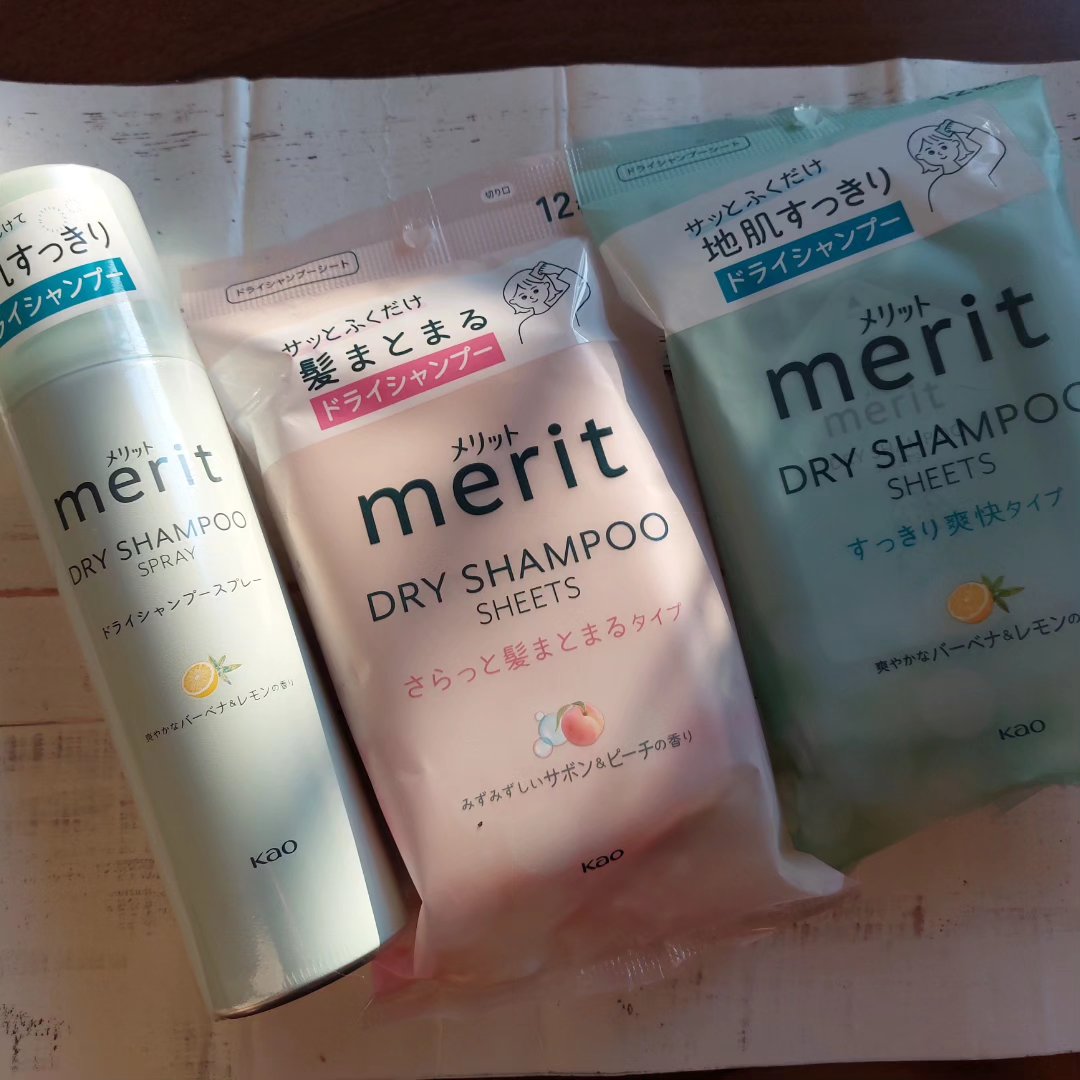 けて
すっきり
ドライシャンプー
メリット
merit
DRY SHAMPOO
SPRAY
ドライシャンプースプレー
爽やかなバーベナ&レモンの香り
Kao
切り口
12
ドライシャンプーシート
サッとふくだけ
髪まとまる
ドライシャンプー
メリット
merit
DRY SHAMPOO
SHEETS
さらっと髪まとまるタイプ
みずみずしいサボン&ピーチの香り
Kao
ドライシャンプーシート
サッとふくだけ
地肌すっきり
ドライシャンプー
メリット
merit
merit
DRY SHAMPOO
SHEETS
すっきり爽快タイプ
爽やかなバーベナ&レモンの
Kao